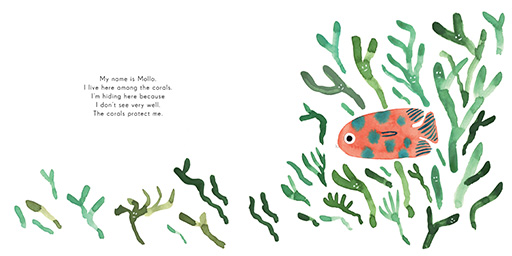 My name is Mollo.
I live here among the corals.
I'm hiding here because
I don't see very well.
The corals protect me.